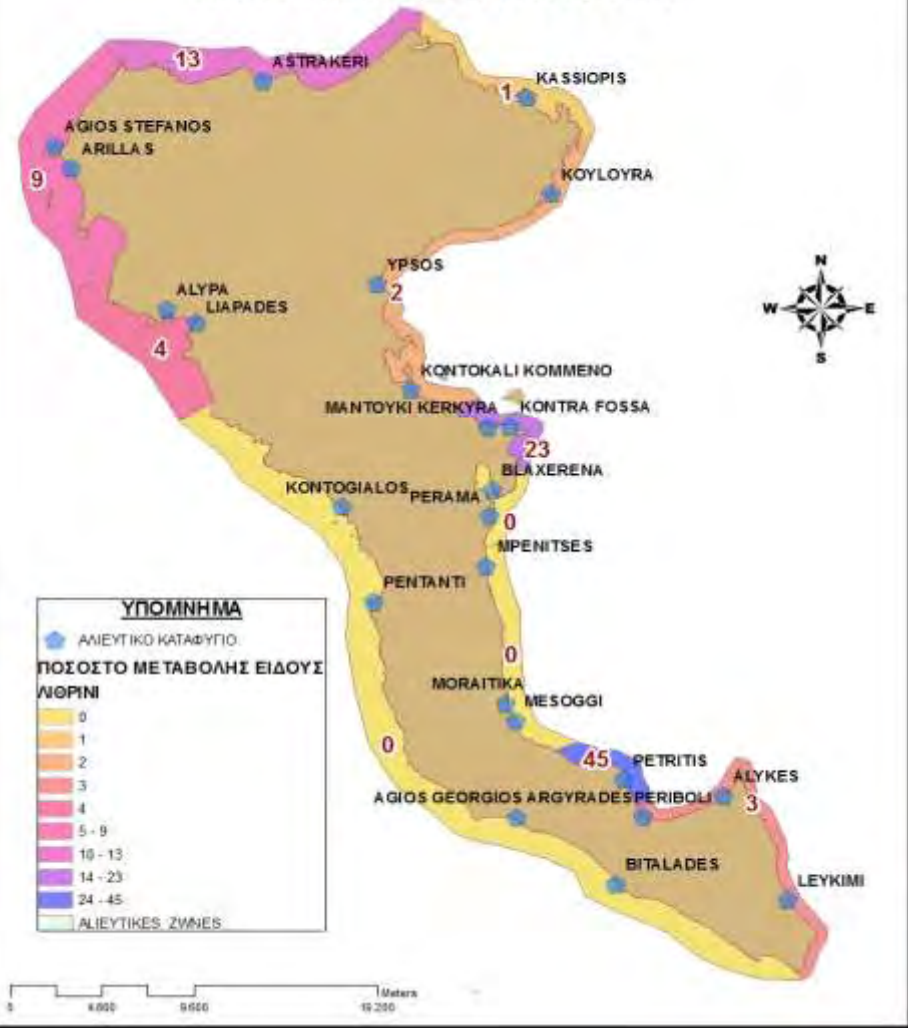 13
ASTRAKERI
KASSIOPIS
1
AGIOS STEFANOS
ARILLAS
9
KOYLOYRA
YPSOS
2
N
W E
S
ALYPA
LIAPADES
4
KONTOKALI KOMMENO
MANTOYKI KERKYRA KONTRA FOSSA
23
BLAXERENA
KONTOGIALOS PERAMA
0
MPENITSES
PENTANTI
0
MORAITIKA
MESOGGI
0
45 PETRITIS
ALYKES
AGIOS GEORGIOS ARGYRADES PERIBOLI 3
BITALADES
LEYKIMI
ΥΠΟΜΝΗΜΑ
ΑΛΙΕΥΤΙΚΟ ΚΑΤΑΦΥΓΙΟ
ΠΟΣΟΣΤΟ ΜΕΤΑΒΟΛΗΣ ΕΙΔΟΥΣ
ΛΙΘΡΙΝΙ
0
1
2
3
4
5 - 9
10 - 13
14 - 23
24 - 45
ALIEYTIKES_ZWNES
Meters
0 4.800 9.600 19.200